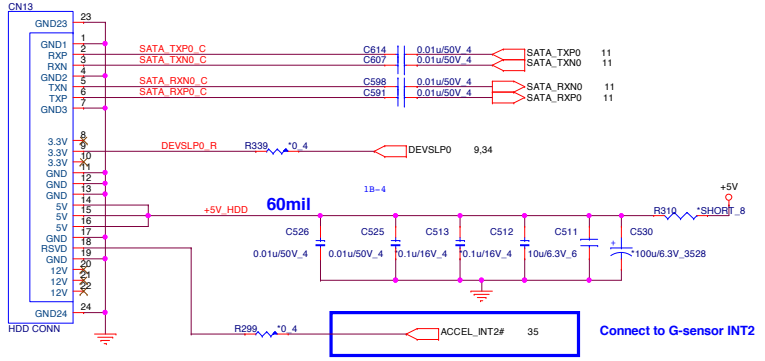 CN13
GND23 23
GND1 1
RXP 2 SATA_TXP0_C C614 0.01u/50V_4 SATA_TXP0 11
RXN 3 SATA_TXN0_C C607 0.01u/50V_4 SATA_TXN0 11
GND2 4
TXN 5 SATA_RXN0_C C598 0.01u/50V_4 SATA_RXN0 11
TXP 6 SATA_RXP0_C C591 0.01u/50V_4 SATA_RXP0 11
GND3 7
3.3V 8
3.3V 9 DEVSLP0_R R339 *0_4 DEVSLP0 9,34
3.3V 10
GND 11
GND 12
GND 13
5V 14
5V 15 +5V_HDD 60mil 1B-4 R310 *SHORT_8 +5V
5V 16
GND 17
RSVD 18
GND 19
12V 20
12V 21
12V 22
GND24 24
HDD CONN
C526 C525 C513 C512 C511 C530
0.01u/50V_4 0.01u/50V_4 *0.1u/16V_4 *0.1u/16V_4 10u/6.3V_6 + *100u/6.3V_3528
R299 *0_4 ACCEL_INT2# 35 Connect to G-sensor INT2